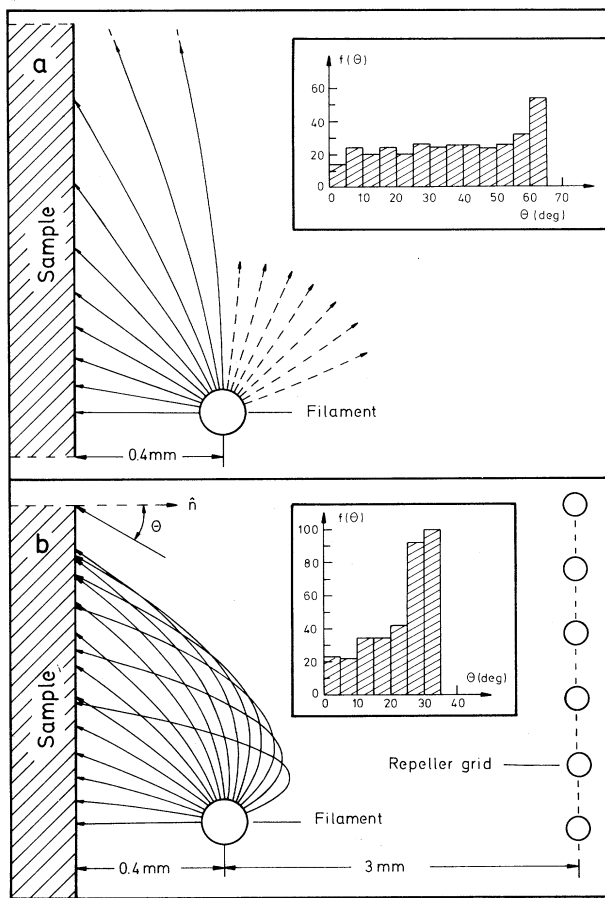 a
Sample
f(Θ)
60
40
20
0
0 10 20 30 40 50 60 70
Θ (deg)
Filament
0.4mm
n̂
Θ
b
Sample
f(Θ)
100
80
60
40
20
0
0 10 20 30 40
Θ(deg)
Repeller grid
Filament
0.4mm
3mm